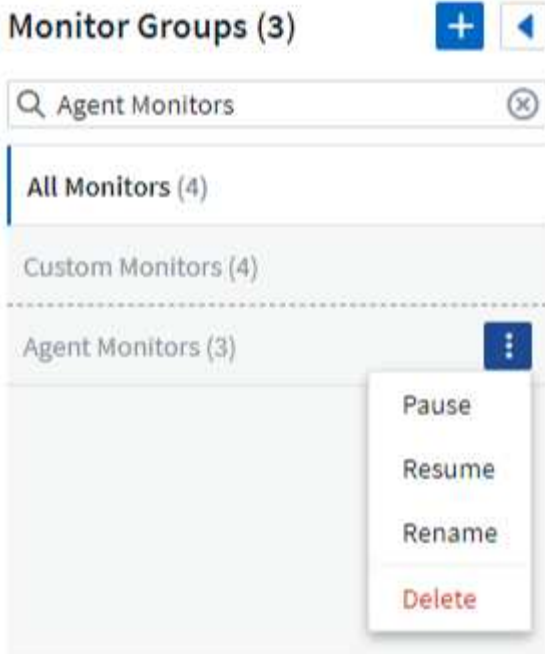 Monitor Groups (3)
Agent Monitors
All Monitors (4)
Custom Monitors (4)
Agent Monitors (3)
Pause
Resume
Rename
Delete